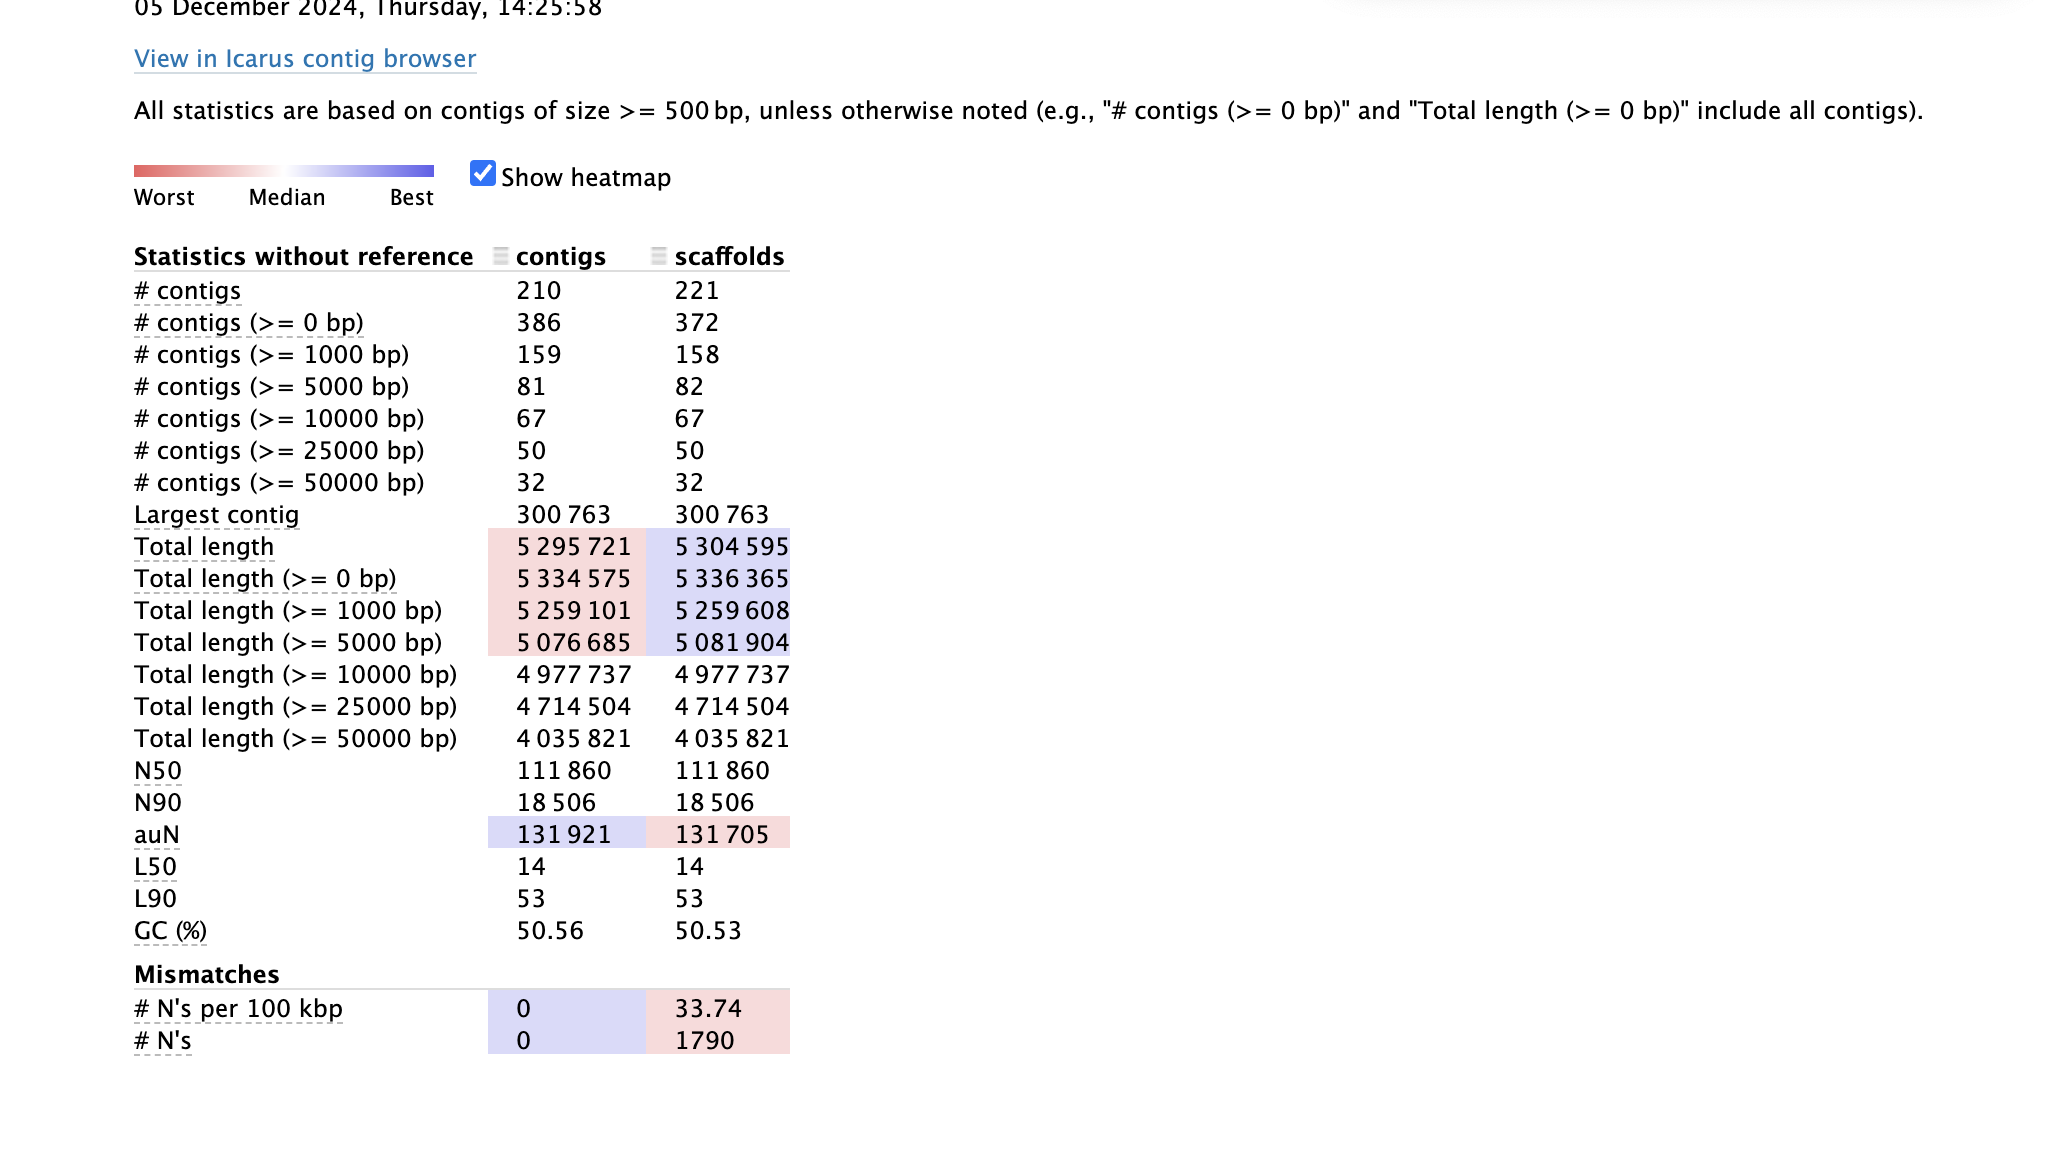 05 December 2024, Thursday, 14:25:58
View in Icarus contig browser
All statistics are based on contigs of size >= 500 bp, unless otherwise noted (e.g., "# contigs (>= 0 bp)" and "Total length (>= 0 bp)" include all contigs).
Worst Median Best Show heatmap
Statistics without reference contigs scaffolds
# contigs 210 221
# contigs (>= 0 bp) 386 372
# contigs (>= 1000 bp) 159 158
# contigs (>= 5000 bp) 81 82
# contigs (>= 10000 bp) 67 67
# contigs (>= 25000 bp) 50 50
# contigs (>= 50000 bp) 32 32
Largest contig 300 763 300 763
Total length 5 295 721 5 304 595
Total length (>= 0 bp) 5 334 575 5 336 365
Total length (>= 1000 bp) 5 259 101 5 259 608
Total length (>= 5000 bp) 5 076 685 5 081 904
Total length (>= 10000 bp) 4 977 737 4 977 737
Total length (>= 25000 bp) 4 714 504 4 714 504
Total length (>= 50000 bp) 4 035 821 4 035 821
N50 111 860 111 860
N90 18 506 18 506
auN 131 921 131 705
L50 14 14
L90 53 53
GC (%) 50.56 50.53
Mismatches
# N's per 100 kbp 0 33.74
# N's 0 1790